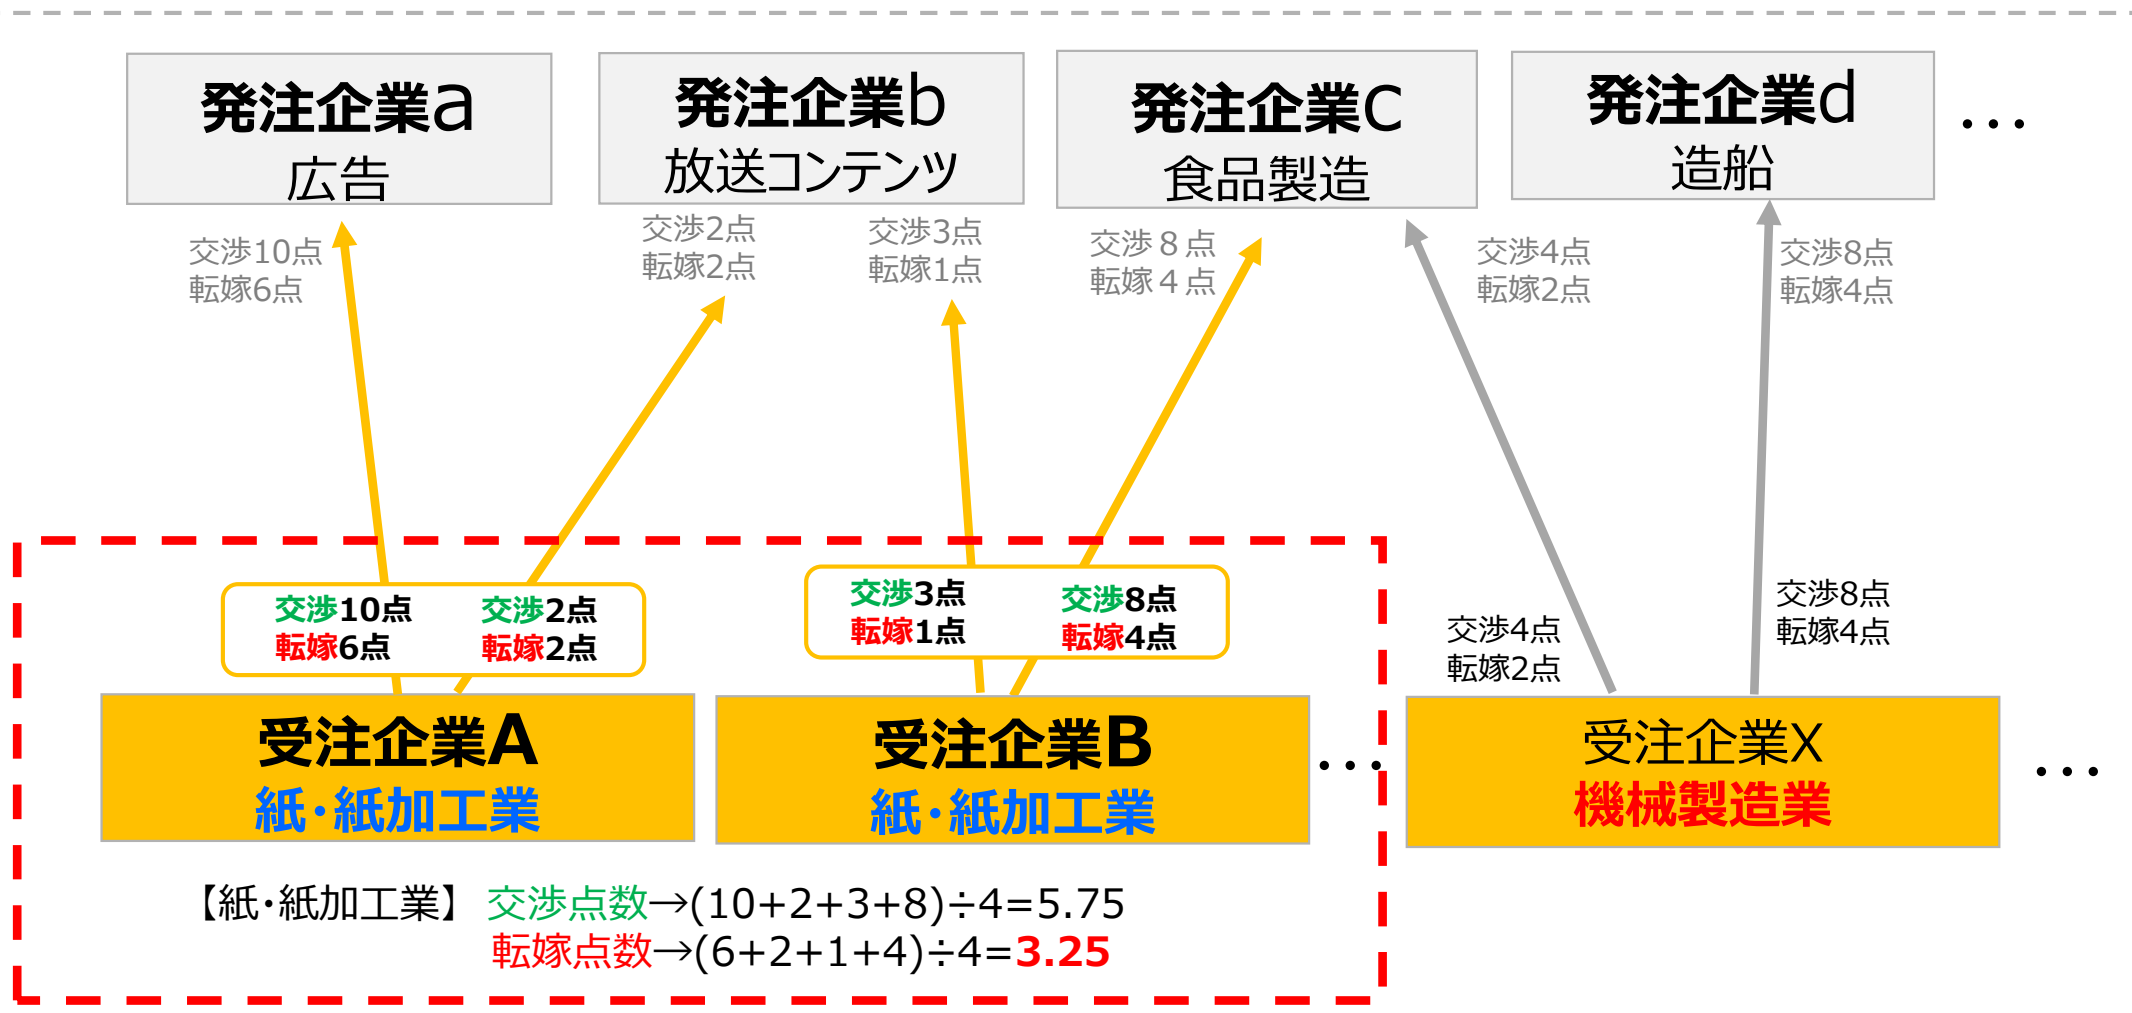 発注企業a
広告
発注企業b
放送コンテンツ
発注企業c
食品製造
発注企業d
造船
…
交渉10点
転嫁6点
交渉2点
転嫁2点
交渉3点
転嫁1点
交渉８点
転嫁４点
交渉4点
転嫁2点
交渉8点
転嫁4点
交渉10点
転嫁6点
交渉2点
転嫁2点
交渉3点
転嫁1点
交渉8点
転嫁4点
交渉4点
転嫁2点
交渉8点
転嫁4点
受注企業A
紙・紙加工業
受注企業B
紙・紙加工業
…
受注企業X
機械製造業
…
【紙・紙加工業】 交渉点数→(10+2+3+8)÷4=5.75
転嫁点数→(6+2+1+4)÷4=3.25